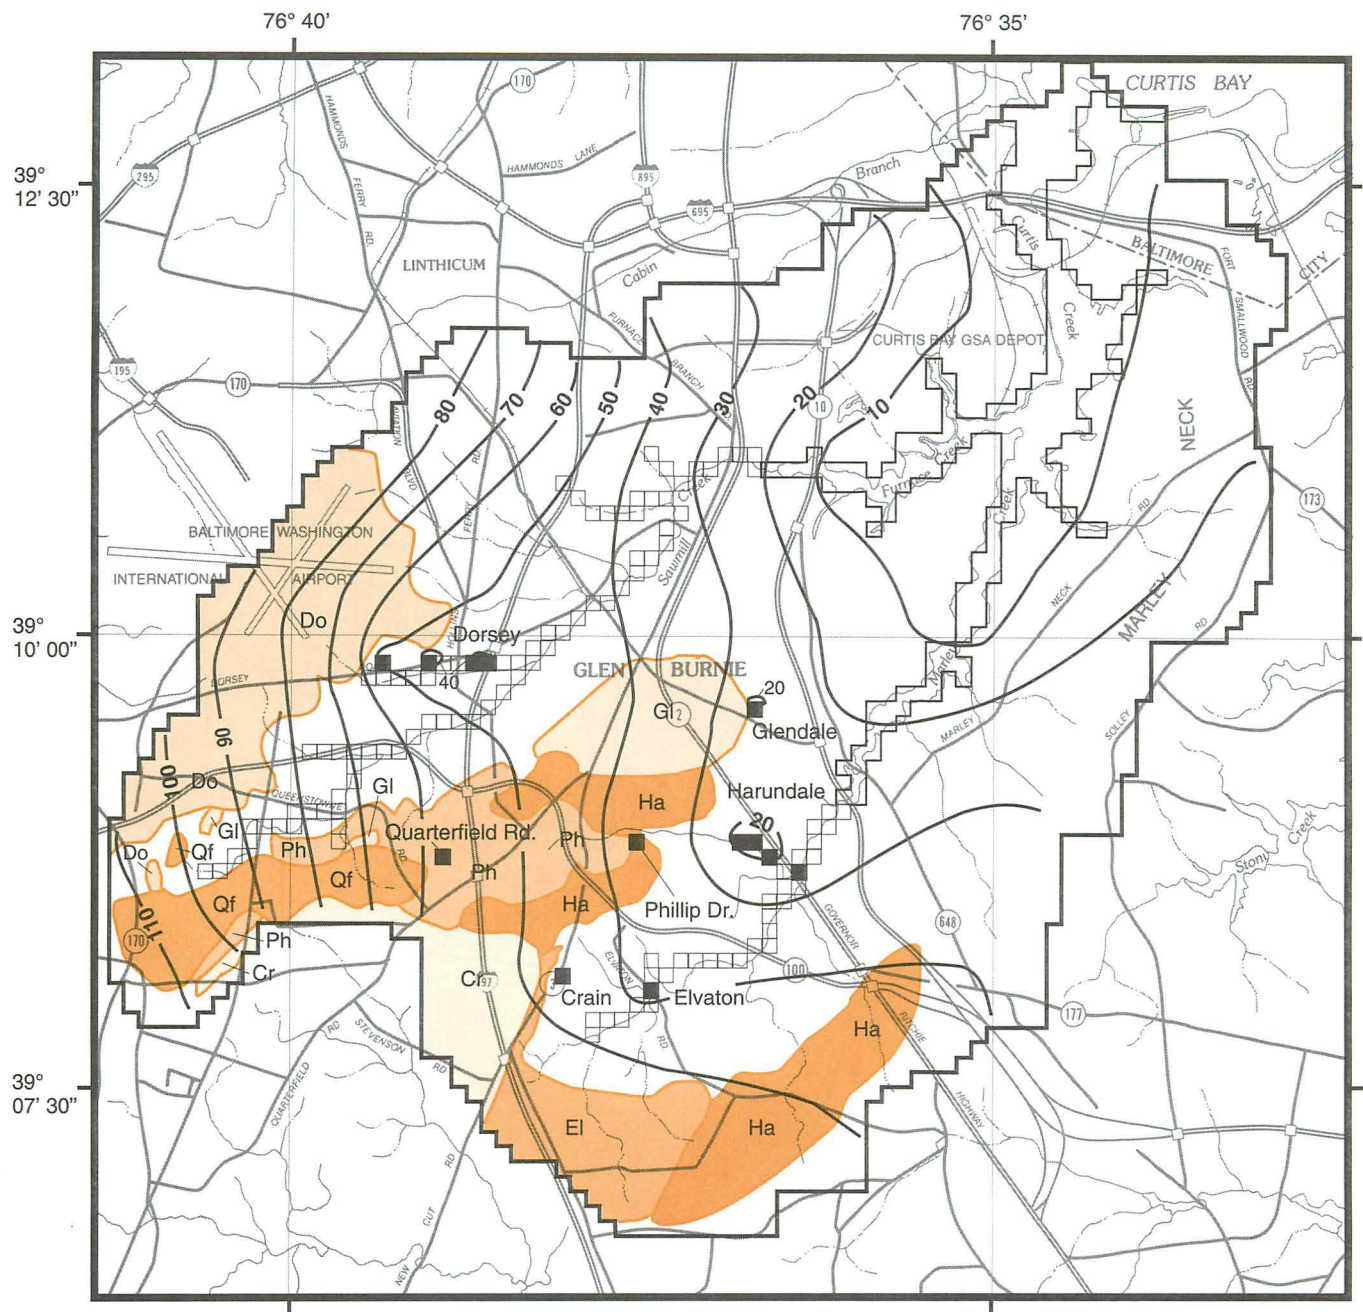 76° 40’
76° 35’
CURTIS BAY
170
HAMMONDS
FERRY
RD.
HAMMONDS LANE
Branch
39°
12’ 30”
295
895
695
Curtis
Creek
LINTHICUM
Cabin
BALTIMORE
CITY
FORT
SMALLWOOD
RD.
FURNACE
BRANCH
CURTIS BAY GSA DEPOT
195
170
80
70
60
50
40
30
20
10
10
AVIATION
BLVD
NECK
RD.
FERRY
Creek
Furnace Creek
Creek
173
RD.
BALTIMORE WASHINGTON
INTERNATIONAL
AIRPORT
Sawmill
NECK
MARLEY
Do
39°
10’ 00”
Dorsey
RD
DORSEY
40
GLEN BURNIE
Marley
20
Gl
2
Glendale
MARLEY
SOLLEY
90
100
Do
QUEENSTOWNE
Gl
Ha
Harundale
20
Gl
Quarterfield Rd.
Ph
Do
Qf
Ph
RD
Ph
Creek
Stony
Qf
Qf
Ha
Phillip Dr.
GOVERNOR
110
170
Ph
648
Cr
Cr
97
3
Crain
ELVATON
RD.
Elvaton
100
177
RITCHIE
Ha
STEVENSON
RD
RD
39°
07’ 30”
QUARTERFIELD
HIGHWAY
El
Ha
RD
CUT
NEW